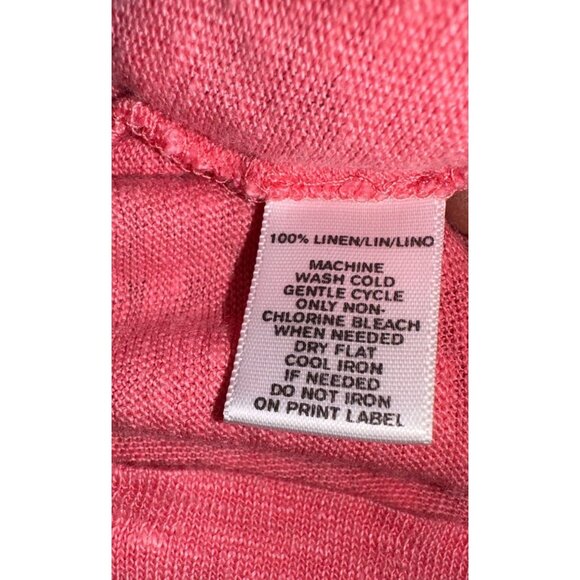 100% LINEN/LIN/LINO
MACHINE
WASH COLD
GENTLE CYCLE
ONLY NON-
CHLORINE BLEACH
WHEN NEEDED
DRY FLAT
COOL IRON
IF NEEDED
DO NOT IRON
ON PRINT LABEL